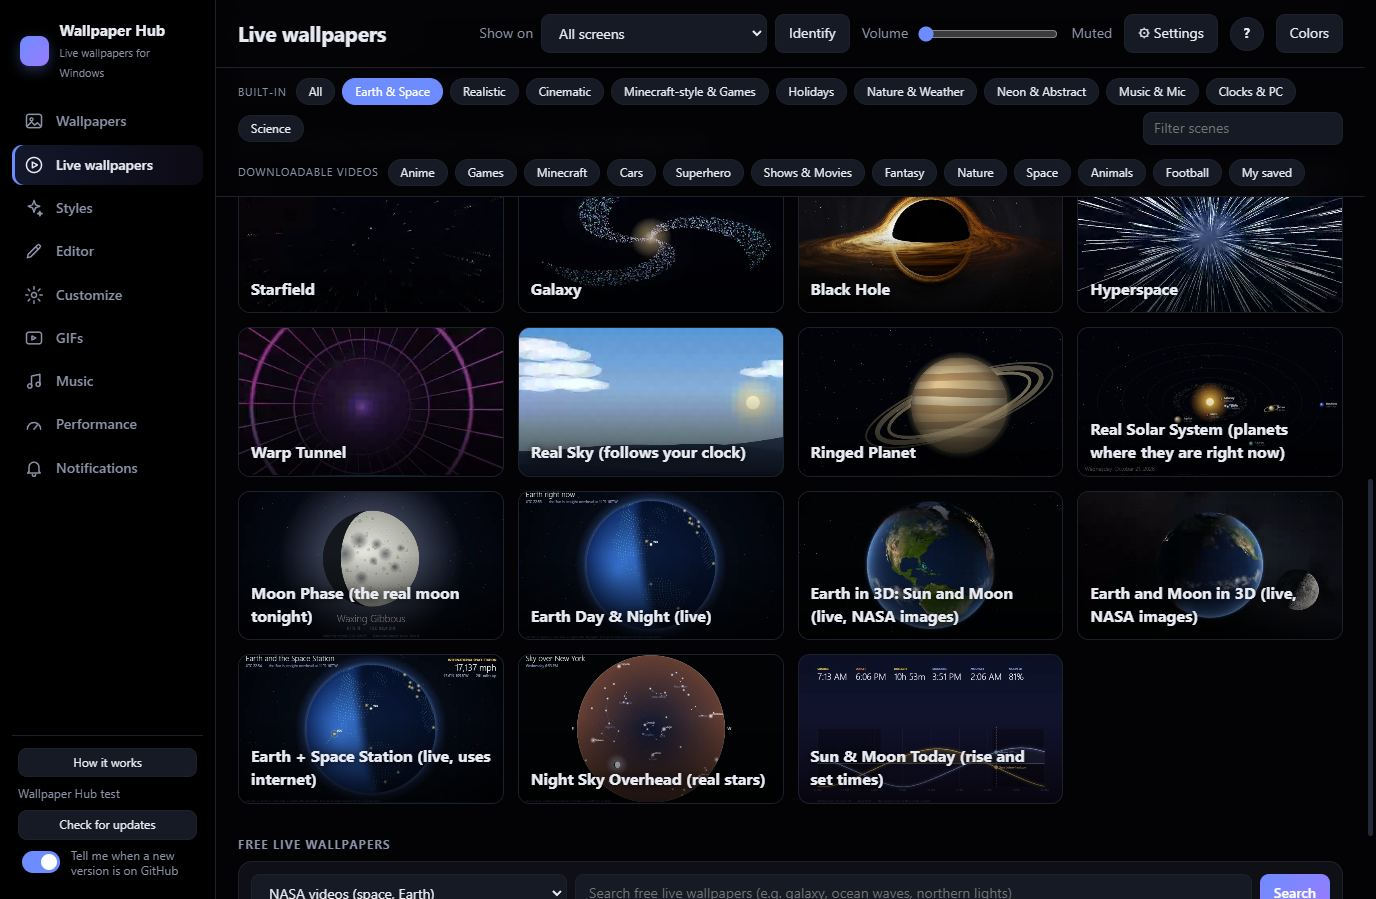 Wallpaper Hub
Live wallpapers for
Windows
Wallpapers
Live wallpapers
Styles
Editor
Customize
GIFs
Music
Performance
Notifications
How it works
Wallpaper Hub test
Check for updates
Tell me when a new
version is on GitHub
Live wallpapers
Show on
All screens
Identify
Volume
Muted
⚙ Settings
?
Colors
BUILT-IN
All
Earth & Space
Realistic
Cinematic
Minecraft-style & Games
Holidays
Nature & Weather
Neon & Abstract
Music & Mic
Clocks & PC
Science
Filter scenes
DOWNLOADABLE VIDEOS
Anime
Games
Minecraft
Cars
Superhero
Shows & Movies
Fantasy
Nature
Space
Animals
Football
My saved
Starfield
Galaxy
Black Hole
Hyperspace
Warp Tunnel
Real Sky (follows your clock)
Ringed Planet
Real Solar System (planets
where they are right now)
Wednesday, October 21, 2026
Moon Phase (the real moon
tonight)
Waxing Gibbous
Earth right now
Earth Day & Night (live)
Earth in 3D: Sun and Moon
(live, NASA images)
Earth and Moon in 3D (live,
NASA images)
Earth and the Space Station
17,137 mph
Earth + Space Station (live, uses
internet)
Sky over New York
Night Sky Overhead (real stars)
7:13 AM
6:06 PM
10h 53m
3:51 PM
2:06 AM
81%
Sun & Moon Today (rise and
set times)
FREE LIVE WALLPAPERS
NASA videos (space, Earth)
Search free live wallpapers (e.g. galaxy, ocean waves, northern lights)
Search